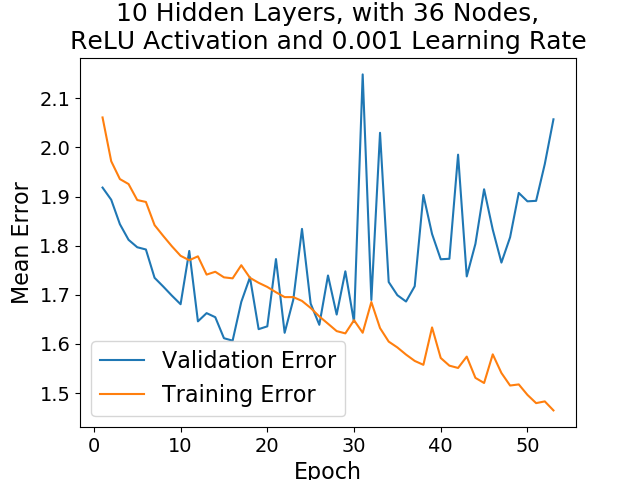 10 Hidden Layers, with 36 Nodes,
ReLU Activation and 0.001 Learning Rate
2.1
2.0
1.9
1.8
1.7
1.6
1.5
Mean Error
Validation Error
Training Error
0 10 20 30 40 50
Epoch